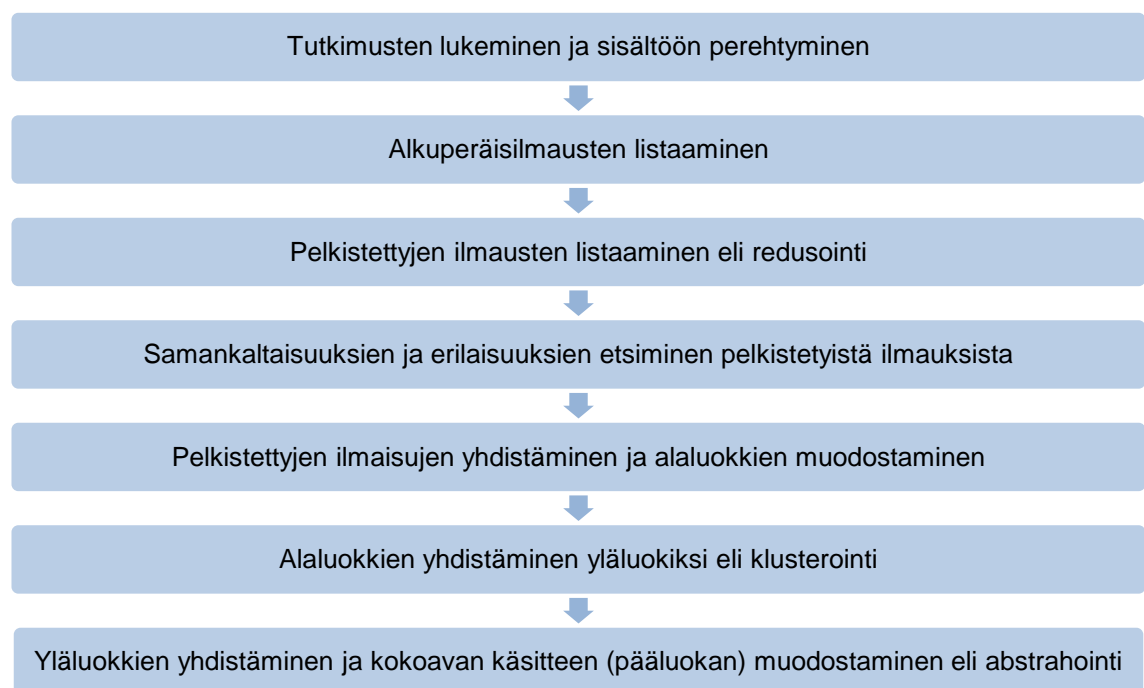 Tutkimusten lukeminen ja sisältöön perehtyminen
Alkuperäisilmausten listaaminen
Pelkistettyjen ilmausten listaaminen eli redusointi
Samankaltaisuuksien ja erilaisuuksien etsiminen pelkistetyistä ilmauksista
Pelkistettyjen ilmaisujen yhdistäminen ja alaluokkien muodostaminen
Alaluokkien yhdistäminen yläluokiksi eli klusterointi
Yläluokkien yhdistäminen ja kokoavan käsitteen (pääluokan) muodostaminen eli abstrahointi